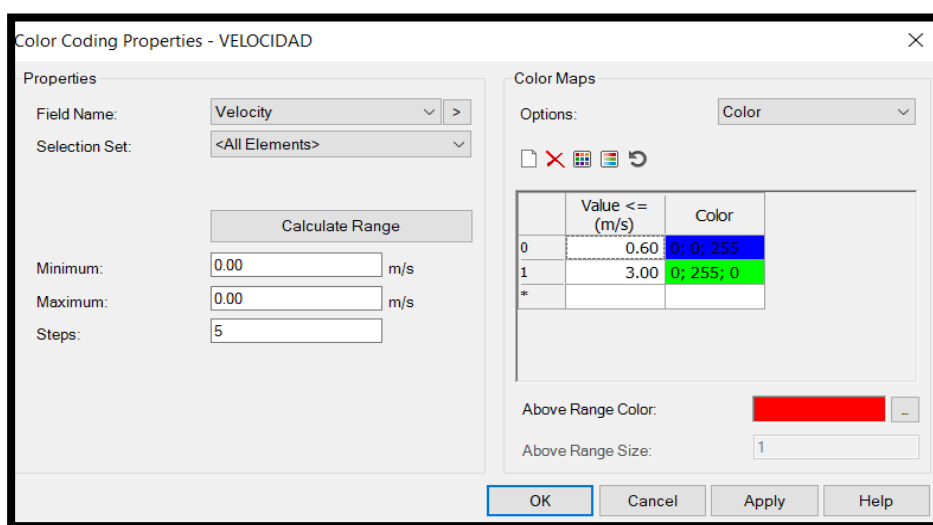 Color Coding Properties - VELOCIDAD
Properties
Field Name:
Velocity
>
Selection Set:
<All Elements>
Calculate Range
Minimum:
0.00
m/s
Maximum:
0.00
m/s
Steps:
5
Color Maps
Options:
Color
Value <=
(m/s)
Color
0
0.60
0; 0; 255
1
3.00
0; 255; 0
*
Above Range Color:
...
Above Range Size:
1
OK
Cancel
Apply
Help